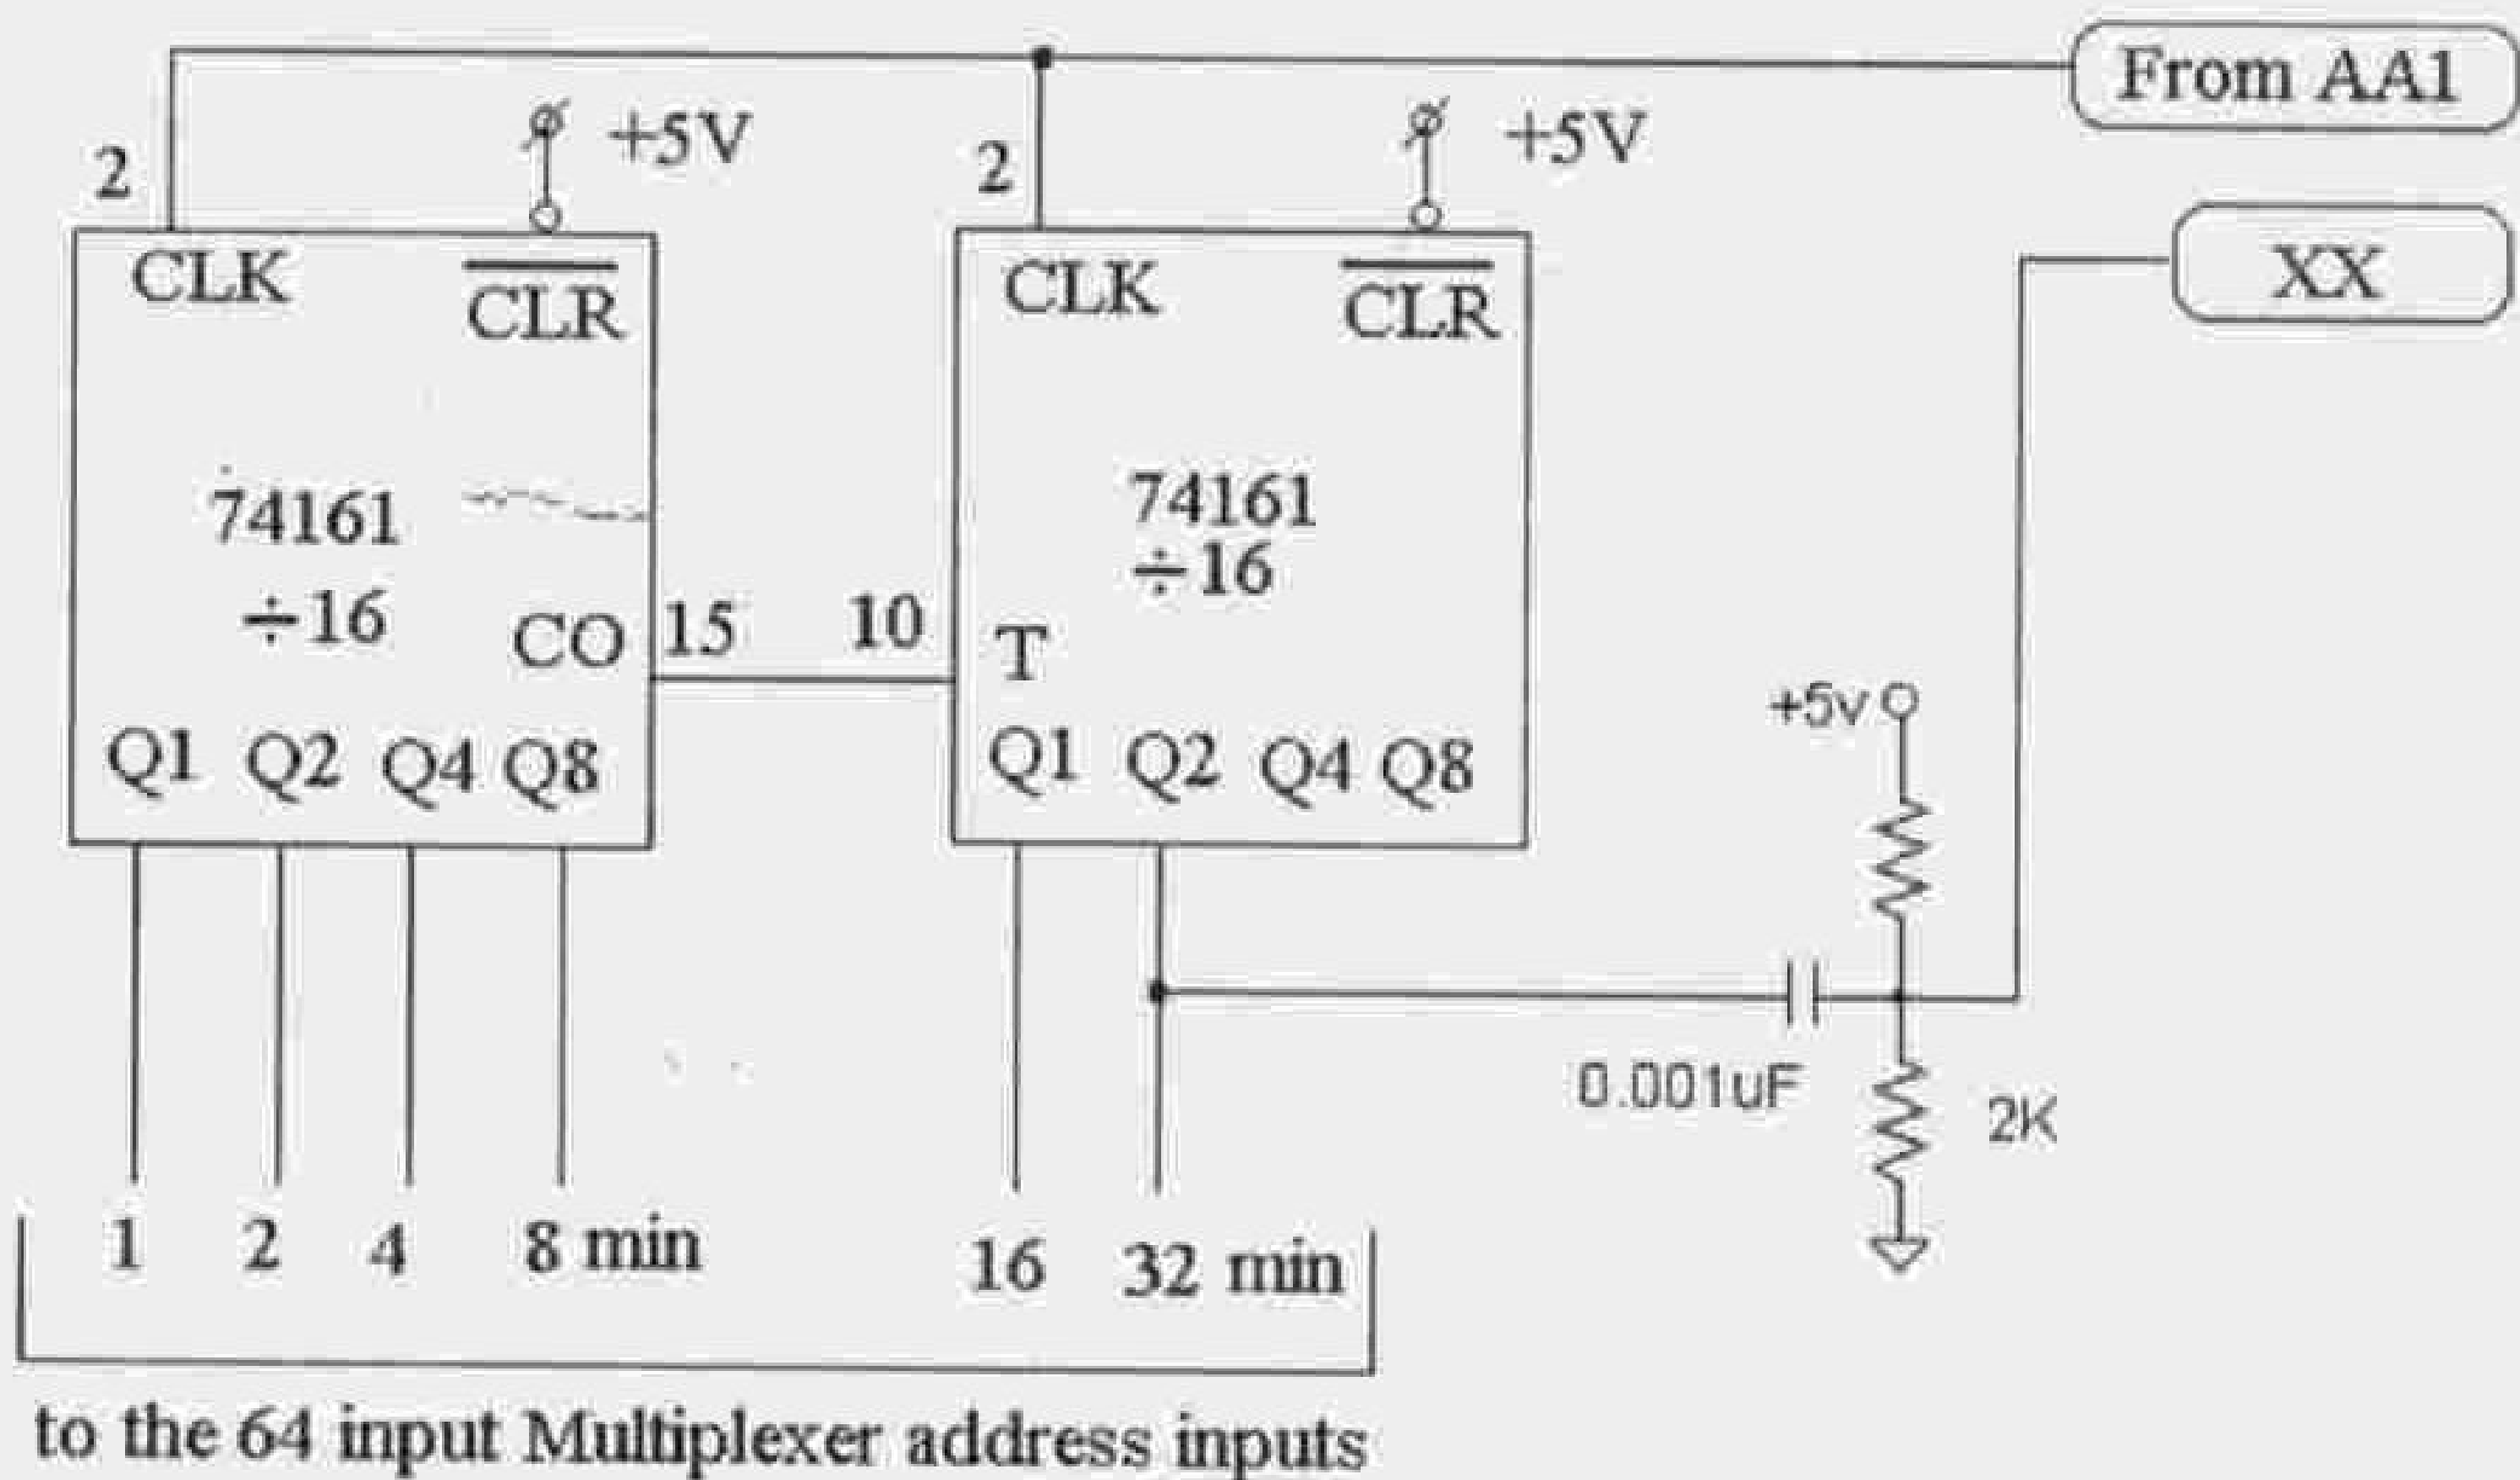 From AA1
+5V
+5V
2
2
XX
CLK
CLR
CLK
CLR
74161
÷16
74161
÷16
CO
15
10
T
Q1 Q2 Q4 Q8
Q1 Q2 Q4 Q8
+5v
0.001uF
2K
1 2 4 8 min
16 32 min
to the 64 input Multiplexer address inputs